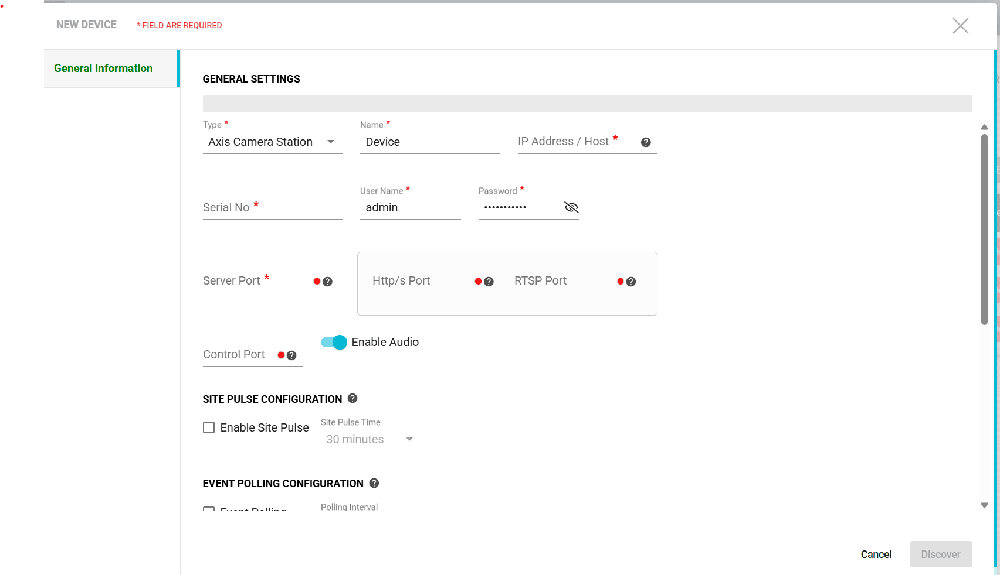 NEW DEVICE * FIELD ARE REQUIRED
General Information
GENERAL SETTINGS
Type * Name *
Axis Camera Station Device IP Address / Host *
User Name * Password *
Serial No * admin •••••••••••
Server Port * Http/s Port RTSP Port
Enable Audio
Control Port
SITE PULSE CONFIGURATION
Site Pulse Time
Enable Site Pulse 30 minutes
EVENT POLLING CONFIGURATION
Polling Interval
Event Polling
Cancel Discover